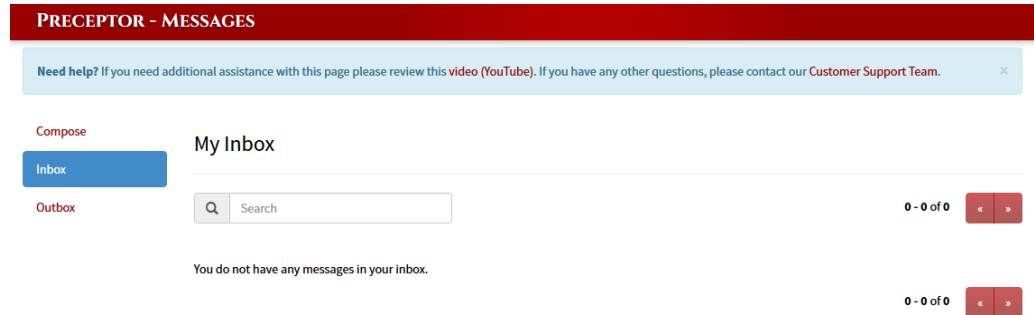 PRECEPTOR - MESSAGES
Need help? If you need additional assistance with this page please review this video (YouTube). If you have any other questions, please contact our Customer Support Team. ×
Compose
My Inbox
Inbox
Outbox
Search
0 - 0 of 0 « »
You do not have any messages in your inbox.
0 - 0 of 0 « »